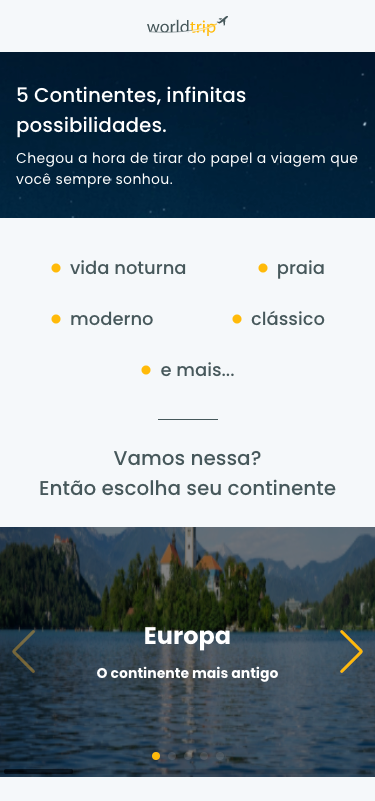 worldtrip
5 Continentes, infinitas
possibilidades.
Chegou a hora de tirar do papel a viagem que
você sempre sonhou.
vida noturna
praia
moderno
clássico
e mais...
Vamos nessa?
Então escolha seu continente
Europa
O continente mais antigo